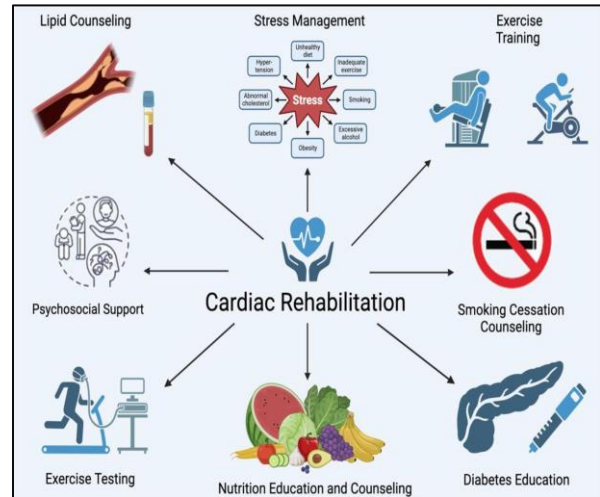 Lipid Counseling
Stress Management
Exercise
Training
Unhealthy
diet
Hyper-
tension
Inadequate
exercise
Abnormal
cholesterol
Stress
Smoking
Diabetes
Excessive
alcohol
Obesity
Psychosocial Support
Cardiac Rehabilitation
Smoking Cessation
Counseling
Exercise Testing
Nutrition Education and Counseling
Diabetes Education